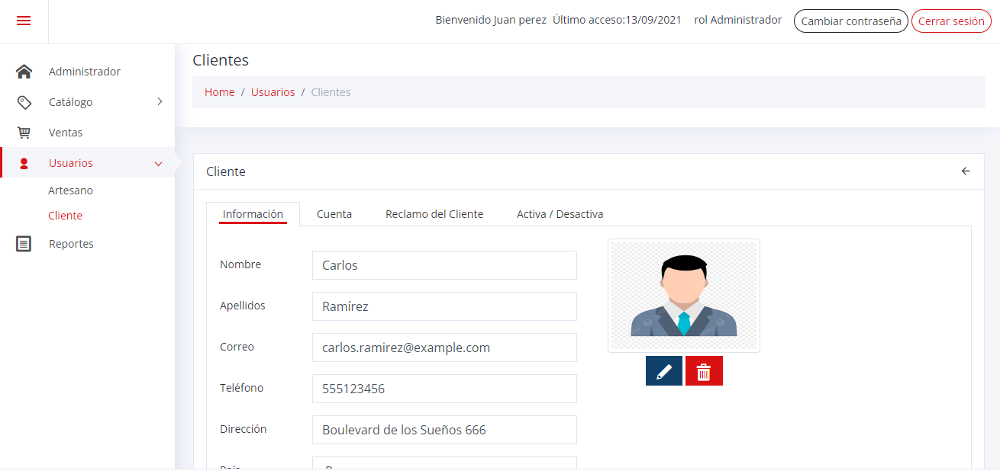 Bienvenido Juan perez Último acceso:13/09/2021 rol Administrador Cambiar contraseña Cerrar sesión
Administrador
Catálogo
Ventas
Usuarios
Artesano
Cliente
Reportes
Clientes
Home / Usuarios / Clientes
Cliente
Información Cuenta Reclamo del Cliente Activa / Desactiva
Nombre Carlos
Apellidos Ramírez
Correo carlos.ramirez@example.com
Teléfono 555123456
Dirección Boulevard de los Sueños 666
País